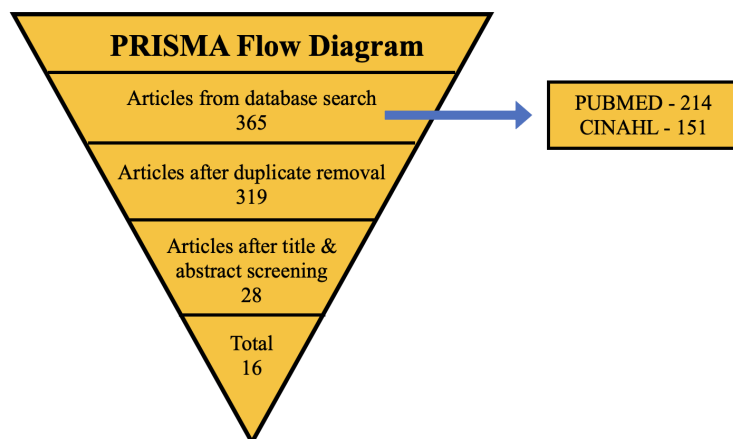 PRISMA Flow Diagram
Articles from database search
365
PUBMED - 214
CINAHL - 151
Articles after duplicate removal
319
Articles after title &
abstract screening
28
Total
16